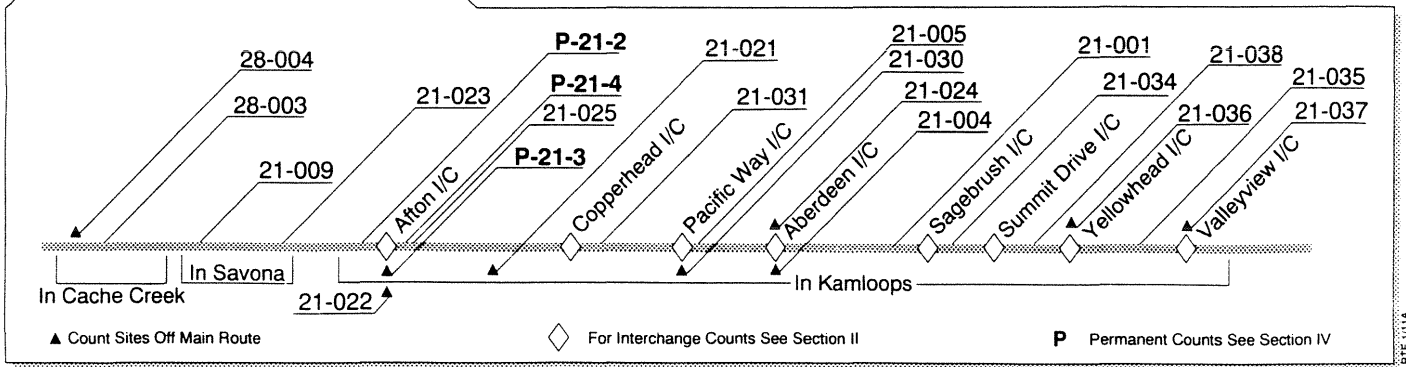 28-004
28-003
21-009
21-023
P-21-2
P-21-4
21-025
P-21-3
21-021
21-031
21-005
21-030
21-024
21-004
21-001
21-034
21-038
21-036
21-035
21-037
Afton I/C
Copperhead I/C
Pacific Way I/C
Aberdeen I/C
Sagebrush I/C
Summit Drive I/C
Yellowhead I/C
Valleyview I/C
In Cache Creek
In Savona
21-022
In Kamloops
Count Sites Off Main Route
For Interchange Counts See Section II
P Permanent Counts See Section IV